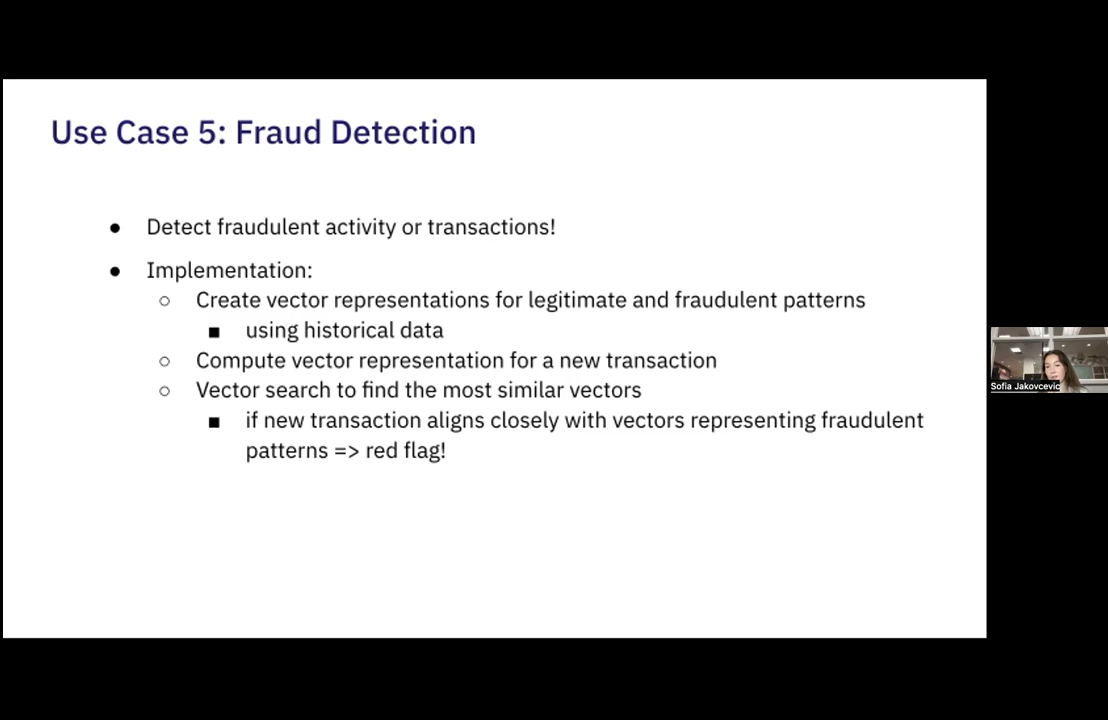 Use Case 5: Fraud Detection
● Detect fraudulent activity or transactions!
● Implementation:
○ Create vector representations for legitimate and fraudulent patterns
■ using historical data
○ Compute vector representation for a new transaction
○ Vector search to find the most similar vectors
■ if new transaction aligns closely with vectors representing fraudulent
patterns => red flag!
Sofia Jakovcevic